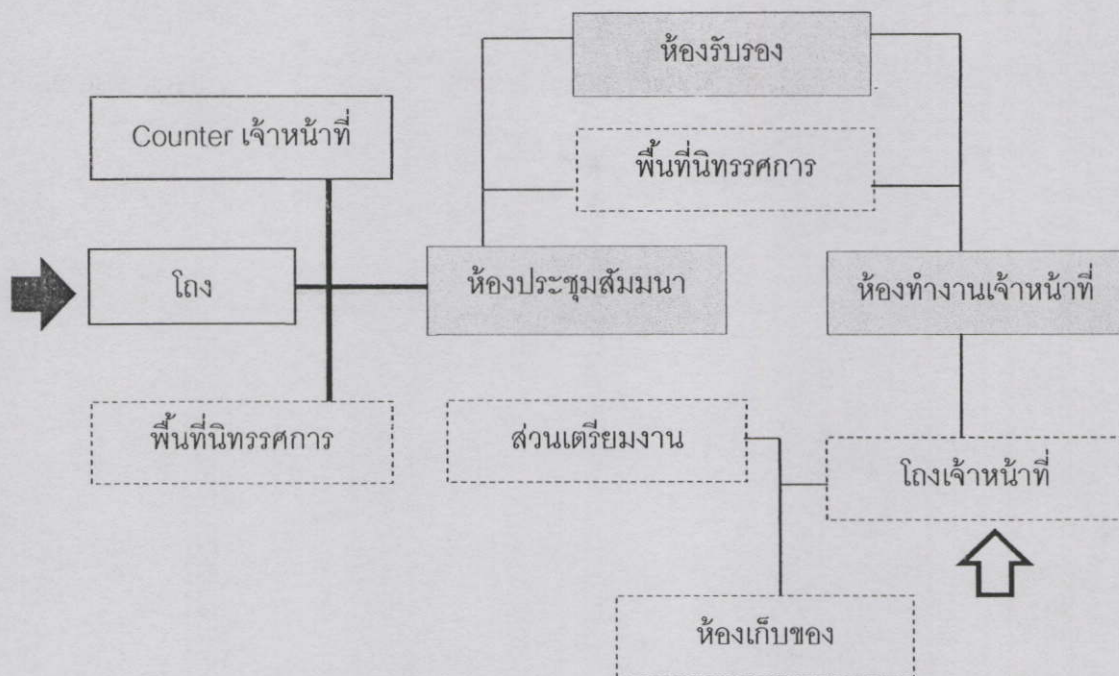 ห้องรับรอง
Counter เจ้าหน้าที่
พื้นที่นิทรรศการ
โถง
ห้องประชุมสัมมนา
ห้องทำงานเจ้าหน้าที่
พื้นที่นิทรรศการ
ส่วนเตรียมงาน
โถงเจ้าหน้าที่
ห้องเก็บของ